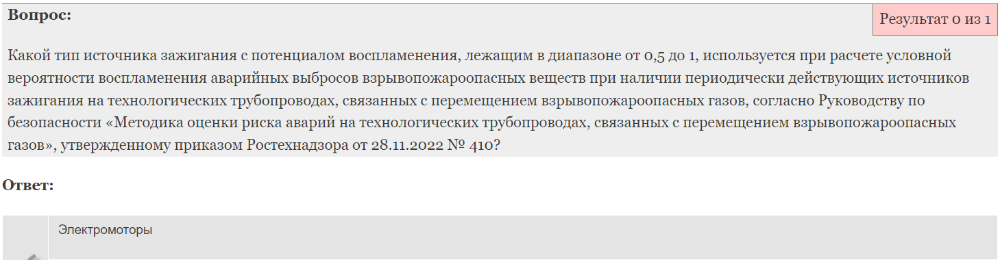 Вопрос:
Результат 0 из 1
Какой тип источника зажигания с потенциалом воспламенения, лежащим в диапазоне от 0,5 до 1, используется при расчете условной
вероятности воспламенения аварийных выбросов взрывопожароопасных веществ при наличии периодически действующих источников
зажигания на технологических трубопроводах, связанных с перемещением взрывопожароопасных газов, согласно Руководству по
безопасности «Методика оценки риска аварий на технологических трубопроводах, связанных с перемещением взрывопожароопасных
газов», утвержденному приказом Ростехнадзора от 28.11.2022 № 410?
Ответ:
Электромоторы